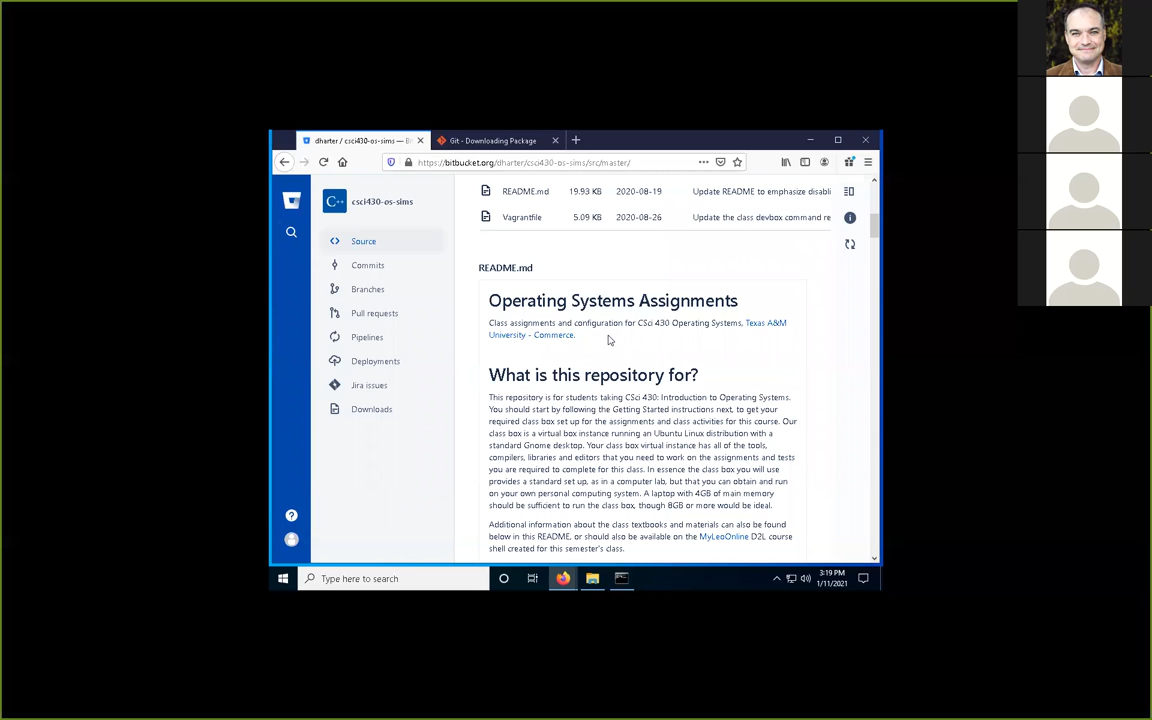 dharter / csci430-os-sims — Bi
Git - Downloading Package
https://bitbucket.org/dharter/csci430-os-sims/src/master/
C++
csci430-os-sims
Source
Commits
Branches
Pull requests
Pipelines
Deployments
Jira issues
Downloads
README.md 19.93 KB 2020-08-19 Update README to emphasize disabli
Vagrantfile 5.09 KB 2020-08-26 Update the class devbox command re
README.md
Operating Systems Assignments
Class assignments and configuration for CSci 430 Operating Systems, Texas A&M
University - Commerce.
What is this repository for?
This repository is for students taking CSci 430: Introduction to Operating Systems.
You should start by following the Getting Started instructions next, to get your
required class box set up for the assignments and class activities for this course. Our
class box is a virtual box instance running an Ubuntu Linux distribution with a
standard Gnome desktop. Your class box virtual instance has all of the tools,
compilers, libraries and editors that you need to work on the assignments and tests
you are required to complete for this class. In essence the class box you will use
provides a standard set up, as in a computer lab, but that you can obtain and run
on your own personal computing system. A laptop with 4GB of main memory
should be sufficient to run the class box, though 8GB or more would be ideal.
Additional information about the class textbooks and materials can also be found
below in this README, or should also be available on the MyLeoOnline D2L course
shell created for this semester's class.
Type here to search
3:19 PM
1/11/2021